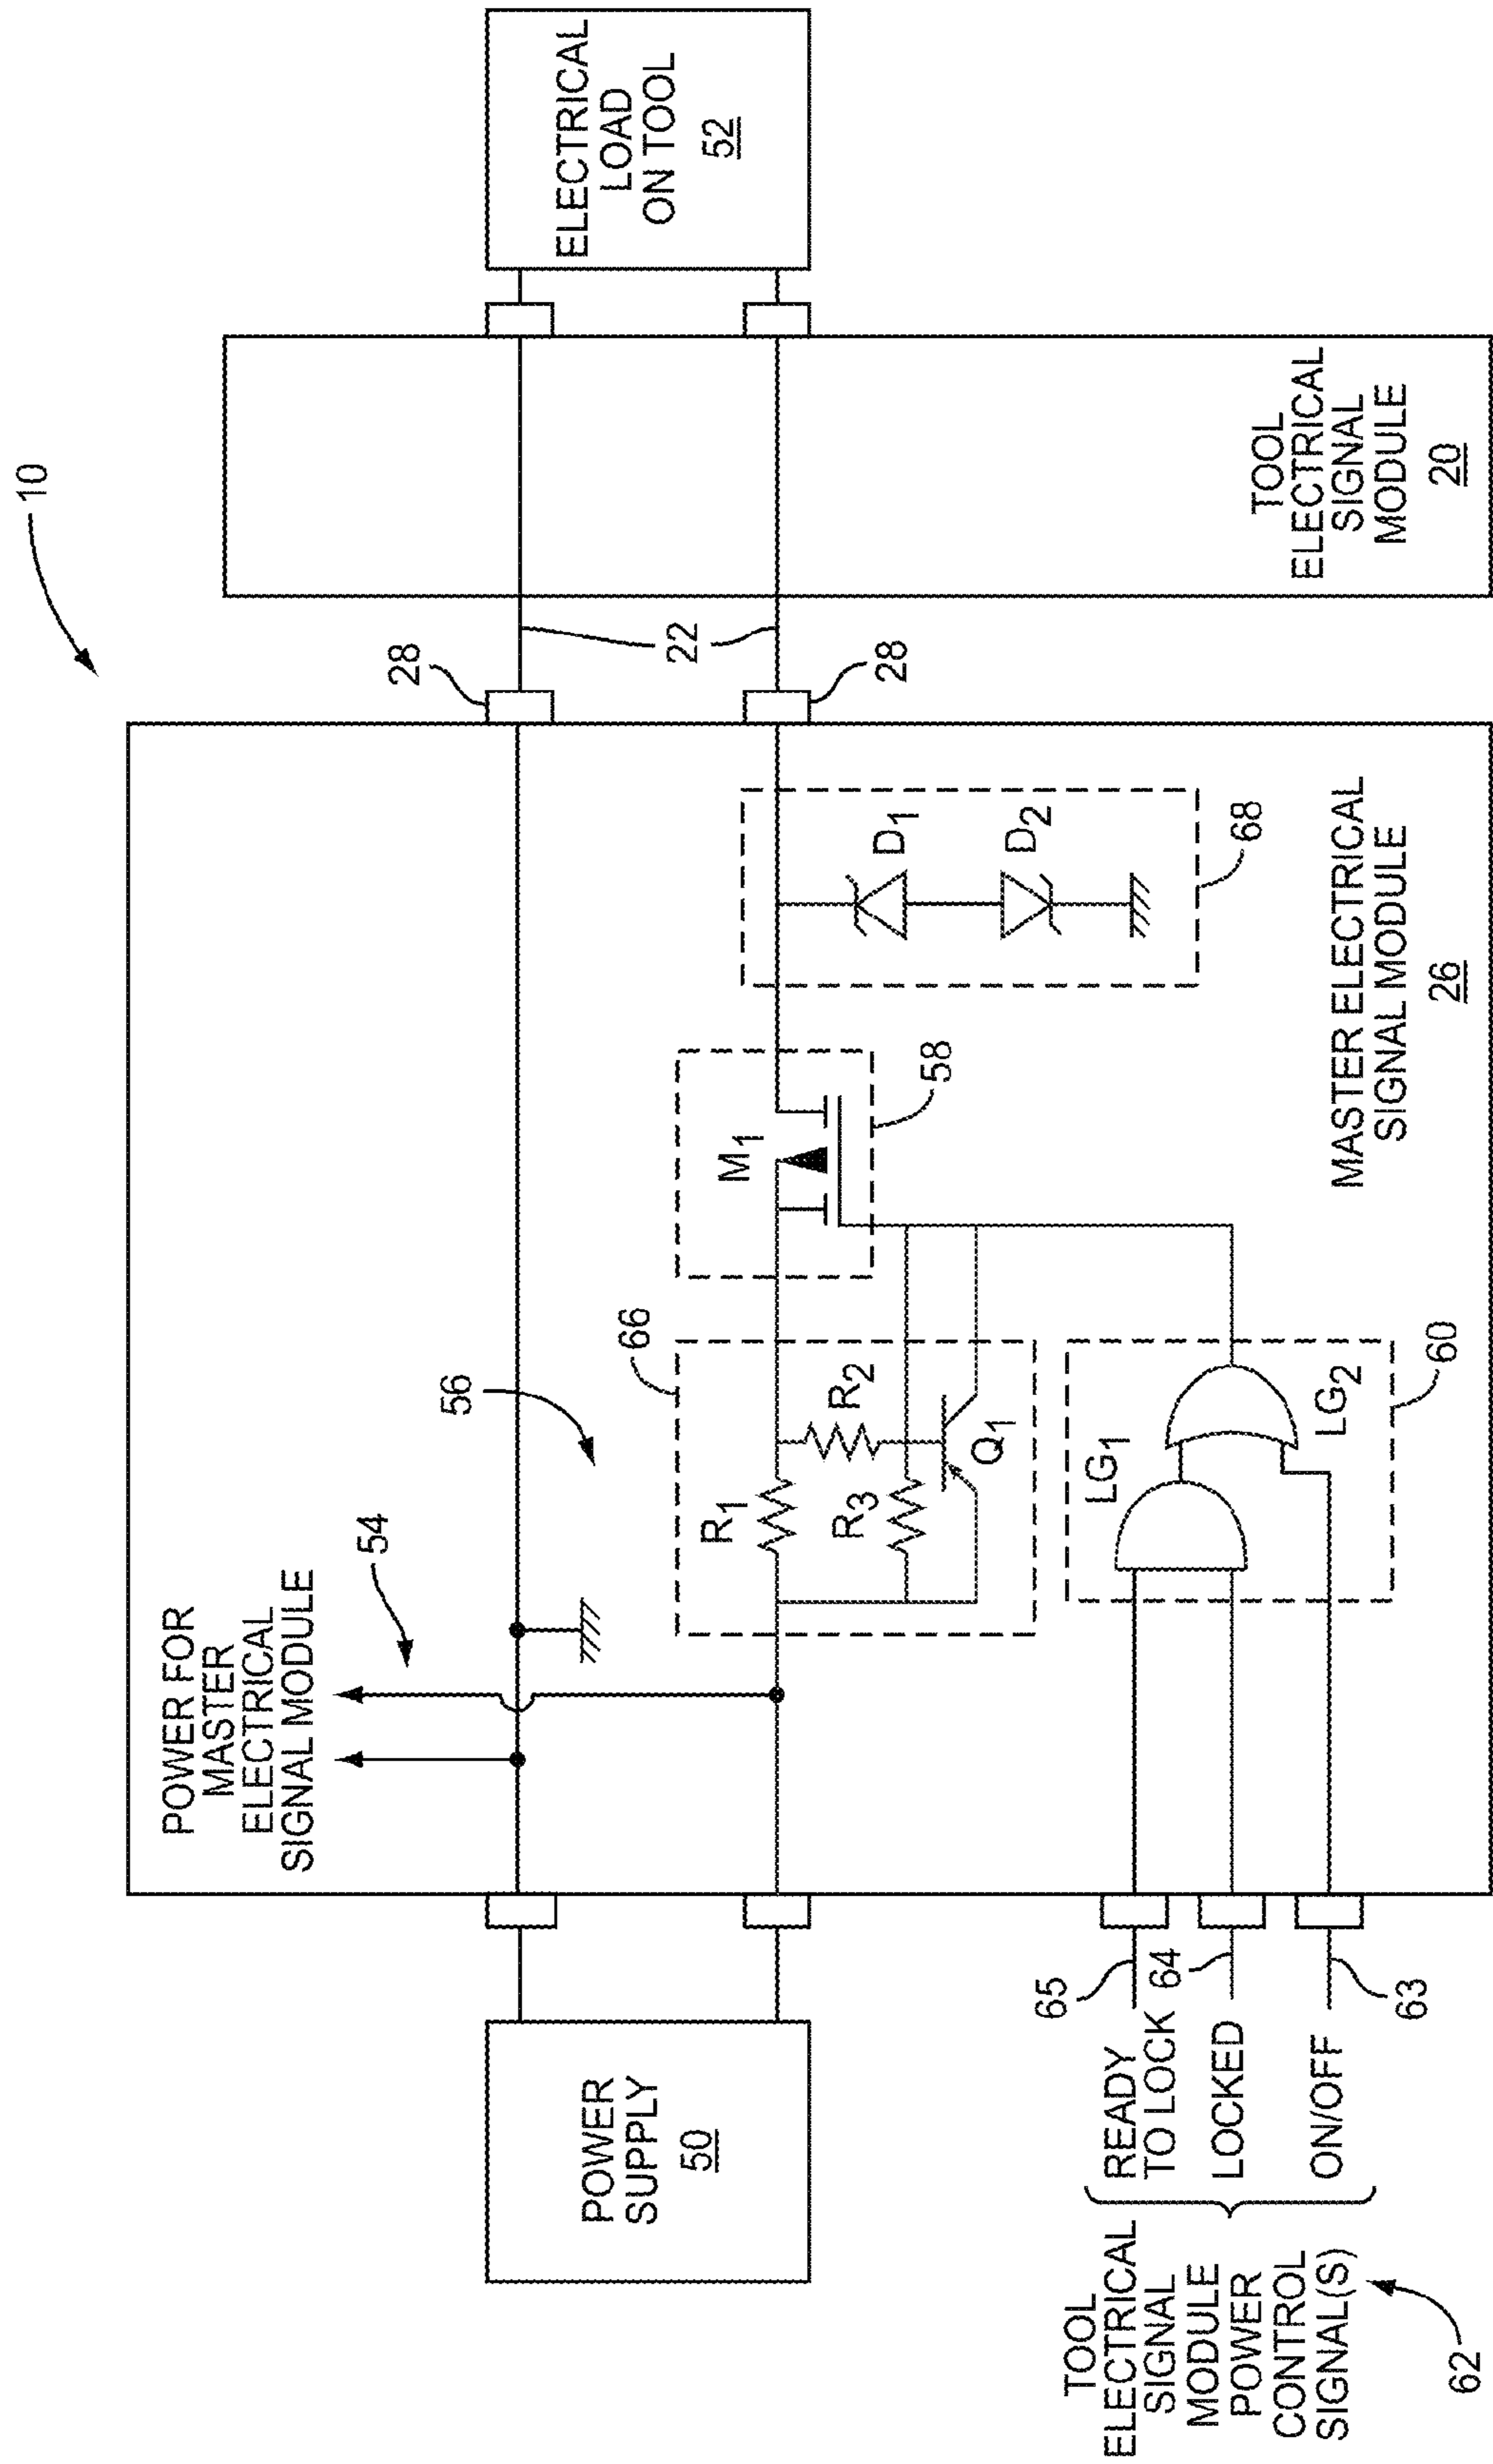 10
POWER FOR
MASTER
ELECTRICAL
SIGNAL MODULE
54
56
66
28
22
28
POWER
SUPPLY
50
R1
R2
R3
Q1
M1
58
D1
D2
68
ELECTRICAL
LOAD
ON TOOL
52
TOOL
ELECTRICAL
SIGNAL
MODULE
POWER
CONTROL
SIGNAL(S)
62
READY
TO LOCK
LOCKED
ON/OFF
65
64
63
LG1
LG2
60
MASTER ELECTRICAL
SIGNAL MODULE
26
TOOL
ELECTRICAL
SIGNAL
MODULE
20